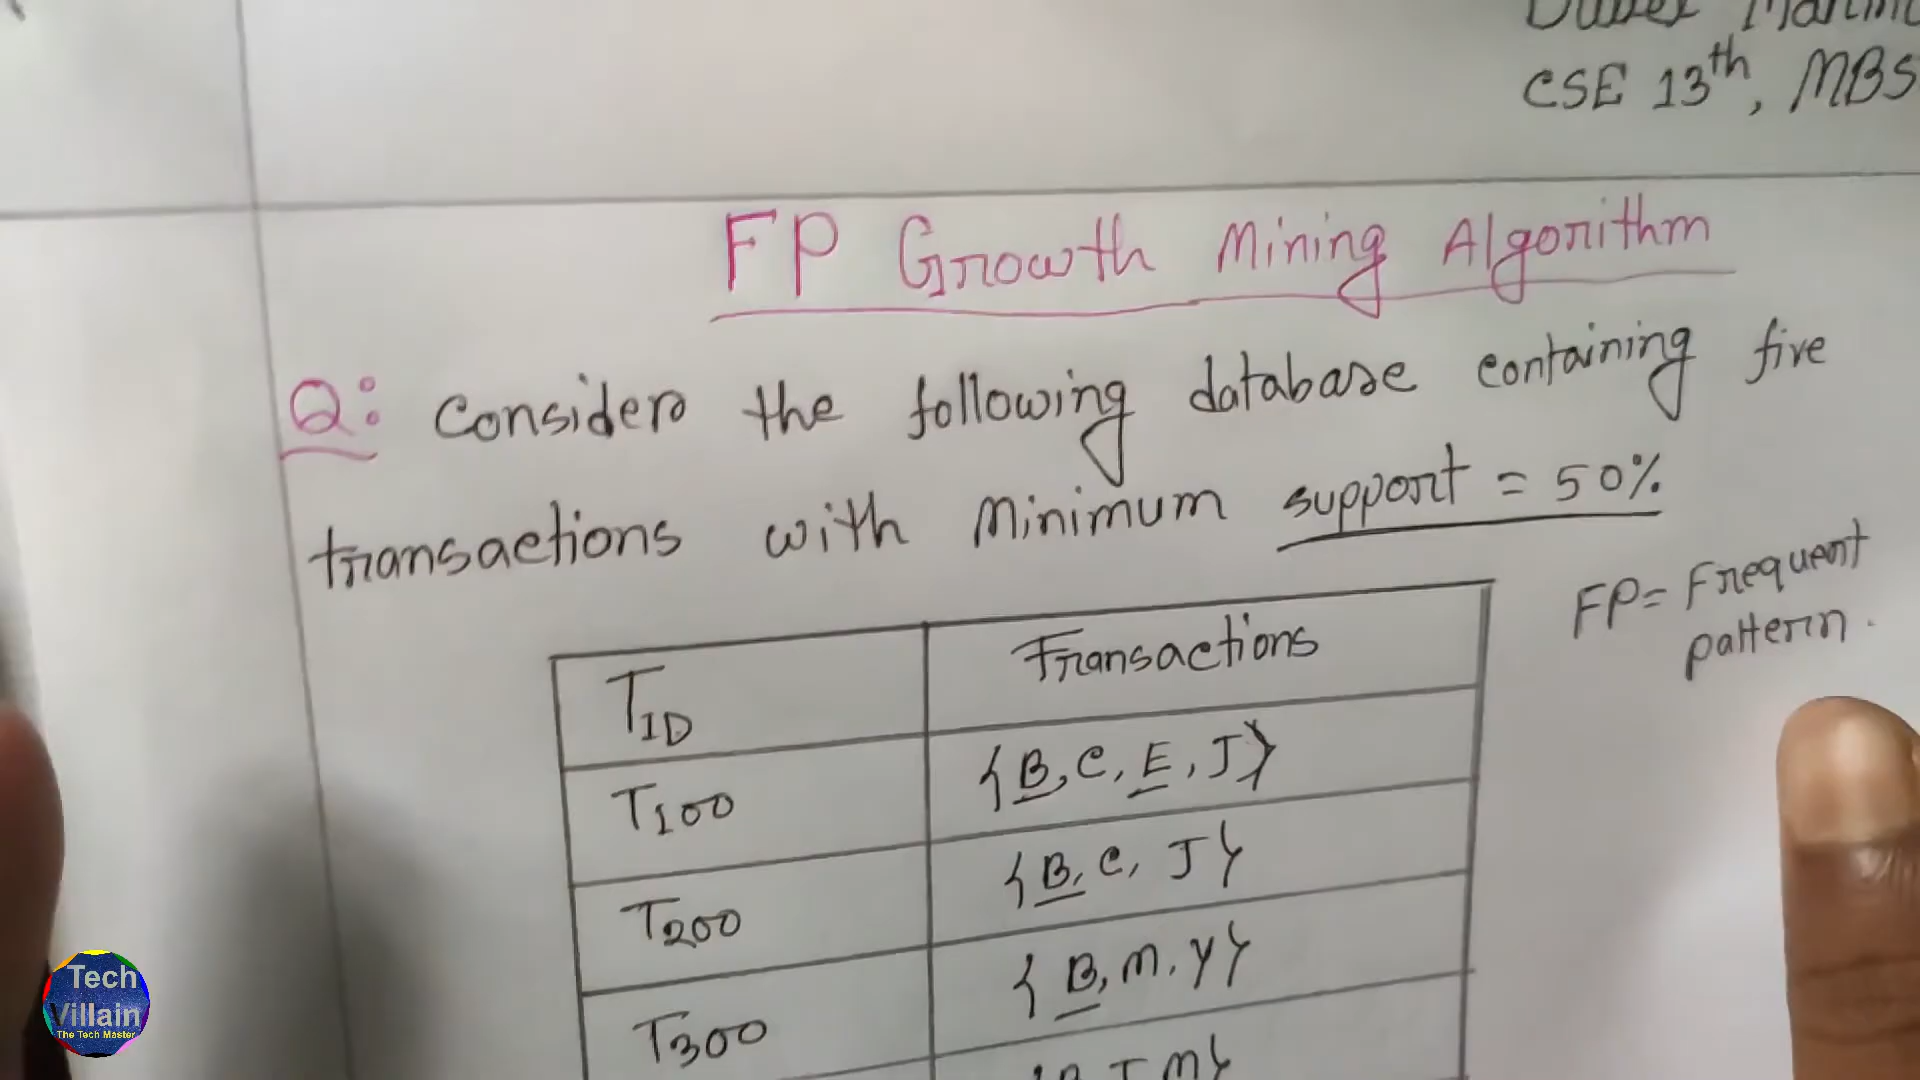 CSE 13th, MBS
FP Growth Mining Algorithm
Q: Consider the following database containing five
transactions with Minimum support = 50%
FP = Frequent
pattern.
TID Transactions
T100 {B, C, E, J}
T200 {B, C, J}
T300 {B, M, Y}
Tech
Villain
The Tech Master